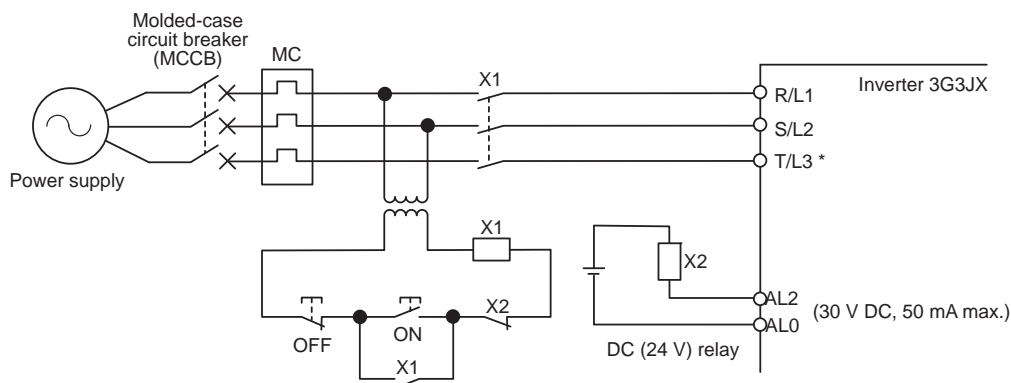 Molded-case
circuit breaker
(MCCB)
MC
X1
Inverter 3G3JX
R/L1
S/L2
T/L3 *
Power supply
X1
X2
X2
OFF
ON
X1
AL2
(30 V DC, 50 mA max.)
AL0
DC (24 V) relay